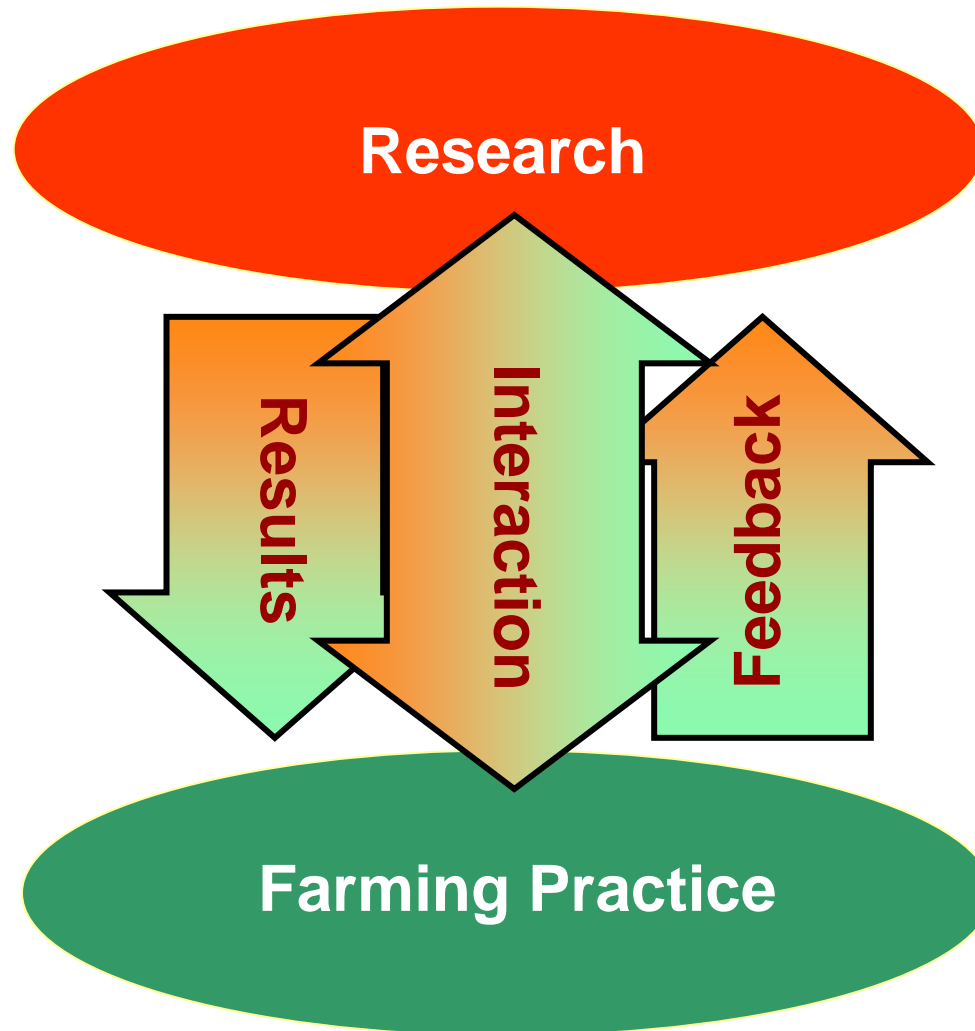 Research
Results
Interaction
Feedback
Farming Practice